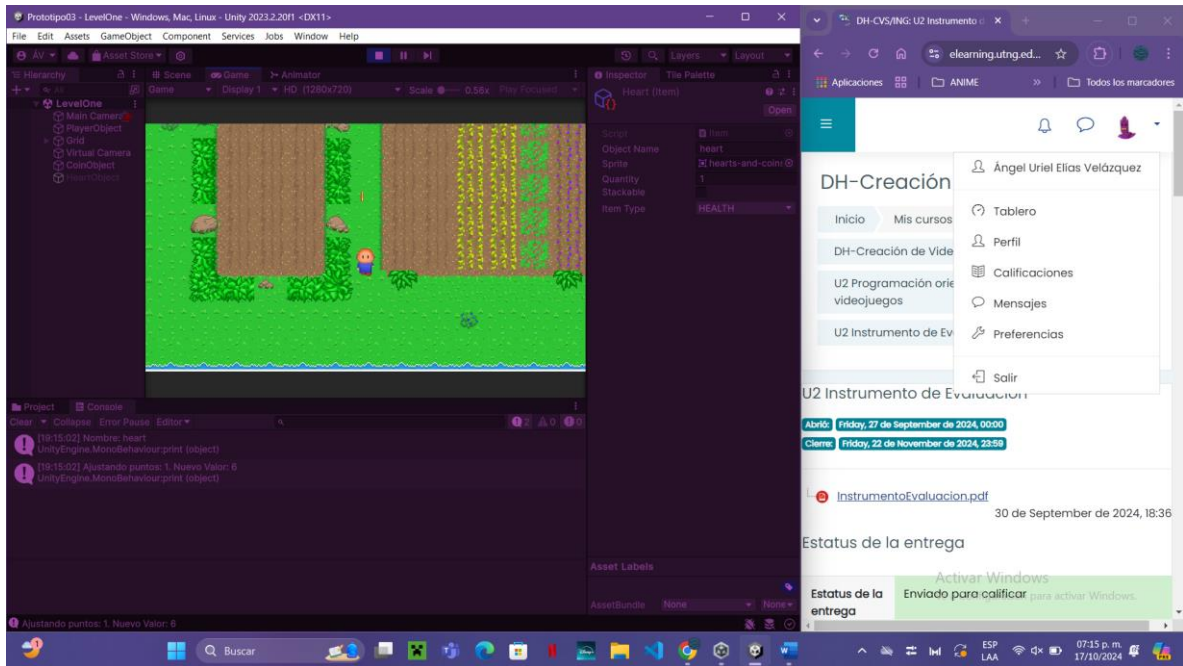 Prototipo03 - LevelOne - Windows, Mac, Linux - Unity 2023.2.20f1 <DX11>
File Edit Assets GameObject Component Services Jobs Window Help
AV Asset Store Layers Layout
Hierarchy
All
LevelOne
Main Camera
PlayerObject
Grid
Virtual Camera
CoinObject
HeartObject
Scene Game Animator
Game Display 1 HD (1280x720) Scale 0.56x Play Focused
Inspector Tile Palette
Heart (Item)
Open
Script Item
Object Name heart
Sprite hearts-and-coins
Quantity 1
Stackable
Item Type HEALTH
Project Console
Clear Collapse Error Pause Editor 2 0 0
[19:15:02] Nombre: heart
UnityEngine.MonoBehaviour:print (object)
[19:15:02] Ajustando puntos: 1. Nuevo Valor: 6
UnityEngine.MonoBehaviour:print (object)
Asset Labels
AssetBundle None None
Ajustando puntos: 1. Nuevo Valor: 6
DH-CVS/ING: U2 Instrumento d
elearning.utng.ed...
Aplicaciones ANIME » Todos los marcadores
Ángel Uriel Elías Velázquez
Tablero
Perfil
Calificaciones
Mensajes
Preferencias
Salir
DH-Creación
Inicio Mis cursos
DH-Creación de Vide
U2 Programación orie
videojuegos
U2 Instrumento de Ev
U2 Instrumento de Evaluación
Abrió: Friday, 27 de September de 2024, 00:00
Cierre: Friday, 22 de November de 2024, 23:59
InstrumentoEvaluacion.pdf
30 de September de 2024, 18:36
Estatus de la entrega
Estatus de la entrega Enviado para calificar
Activar Windows
para activar Windows.
Buscar
ESP
LAA
07:15 p. m.
17/10/2024